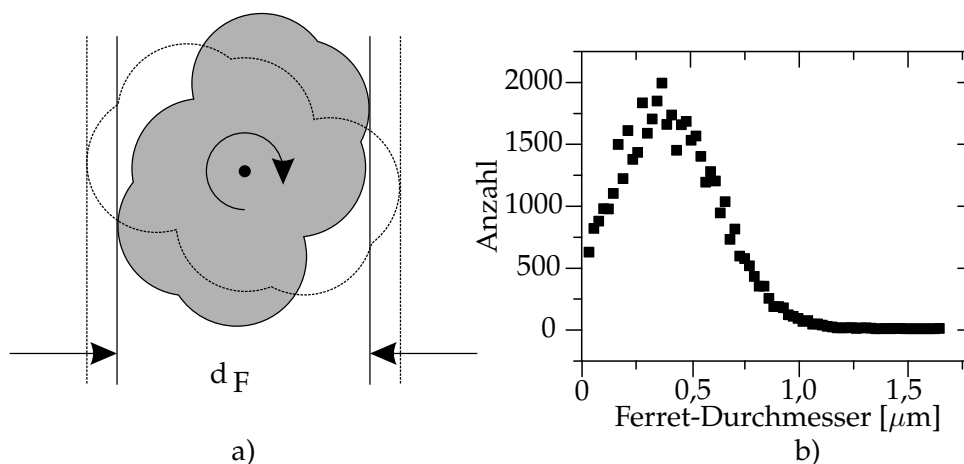 d F
a)
2000
1500
1000
500
0
Anzahl
0 0,5 1,0 1,5
Ferret-Durchmesser [μm]
b)